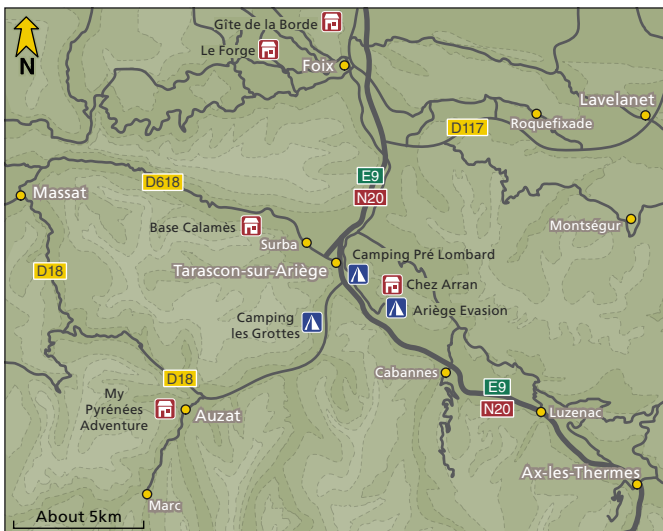 Gîte de la Borde
Le Forge
N
Foix
Lavelanet
Roquefixade
D117
E9
N20
D618
Massat
Base Calamès
Surba
Montségur
Camping Pré Lombard
Tarascon-sur-Ariège
D18
Chez Arran
Ariège Evasion
Camping
les Grottes
Cabannes
D18
E9
N20
My
Pyrénées
Adventure
Auzat
Luzenac
Ax-les-Thermes
Marc
About 5km